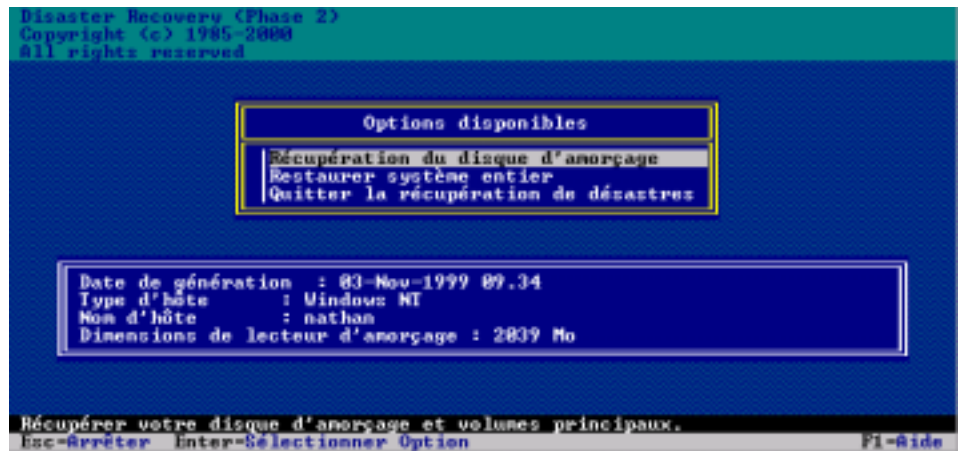 Disaster Recovery (Phase 2)
Copyright (c) 1985-2000
All rights reserved
Options disponibles
Récupération du disque d'amorçage
Restaurer système entier
Quitter la récupération de désastres
Date de génération : 03-Nov-1999 09.34
Type d'hôte : Windows NT
Nom d'hôte : nathan
Dimensions de lecteur d'amorçage : 2039 Mo
Récupérer votre disque d'amorçage et volumes principaux.
Esc-Arrêter Enter-Sélectionner Option F1-Aide